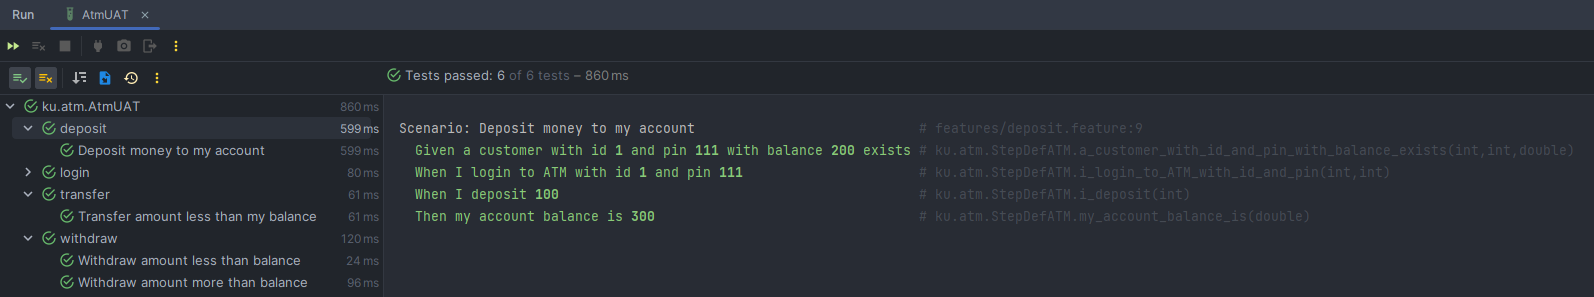 Run AtmUAT
Tests passed: 6 of 6 tests – 860 ms
ku.atm.AtmUAT 860 ms
deposit 599 ms
Deposit money to my account 599 ms
login 80 ms
transfer 61 ms
Transfer amount less than my balance 61 ms
withdraw 120 ms
Withdraw amount less than balance 24 ms
Withdraw amount more than balance 96 ms
Scenario: Deposit money to my account # features/deposit.feature:9
Given a customer with id 1 and pin 111 with balance 200 exists # ku.atm.StepDefATM.a_customer_with_id_and_pin_with_balance_exists(int,int,double)
When I login to ATM with id 1 and pin 111 # ku.atm.StepDefATM.i_login_to_ATM_with_id_and_pin(int,int)
When I deposit 100 # ku.atm.StepDefATM.i_deposit(int)
Then my account balance is 300 # ku.atm.StepDefATM.my_account_balance_is(double)